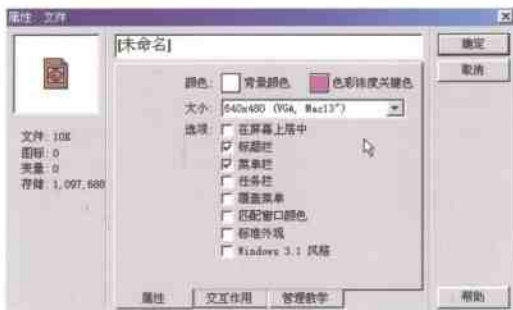 属性: 文件
[未命名]
确定
取消
颜色: 背景颜色 色彩浓度关键色
大小: 640x480 (VGA, Mac13")
选项: 在屏幕上居中
标题栏
菜单栏
任务栏
覆盖菜单
匹配窗口颜色
标准外观
Windows 3.1 风格
文件: 10K
图标: 0
变量: 0
存储: 1,097,688
属性 交互作用 管理教学
帮助